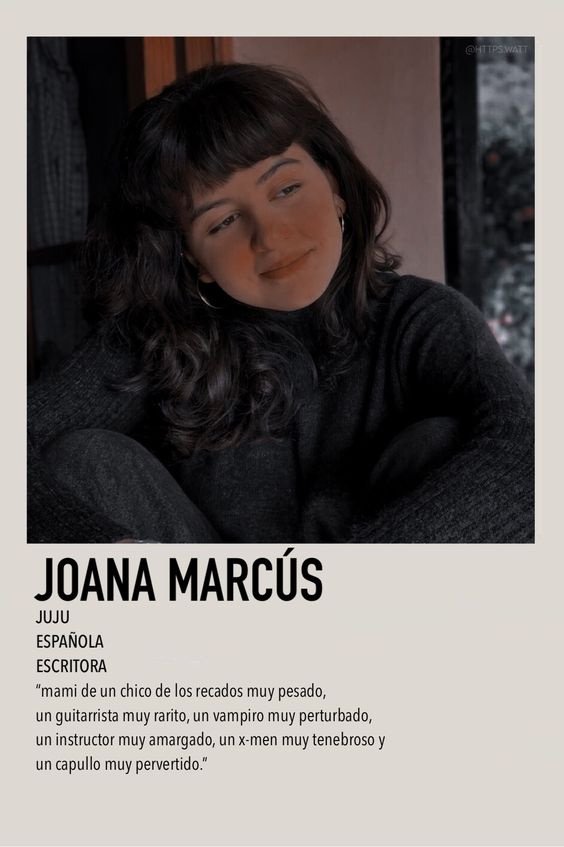 @HTTPS.WATT
JOANA MARCÚS
JUJU
ESPAÑOLA
ESCRITORA
“mami de un chico de los recados muy pesado,
un guitarrista muy rarito, un vampiro muy perturbado,
un instructor muy amargado, un x-men muy tenebroso y
un capullo muy pervertido.”